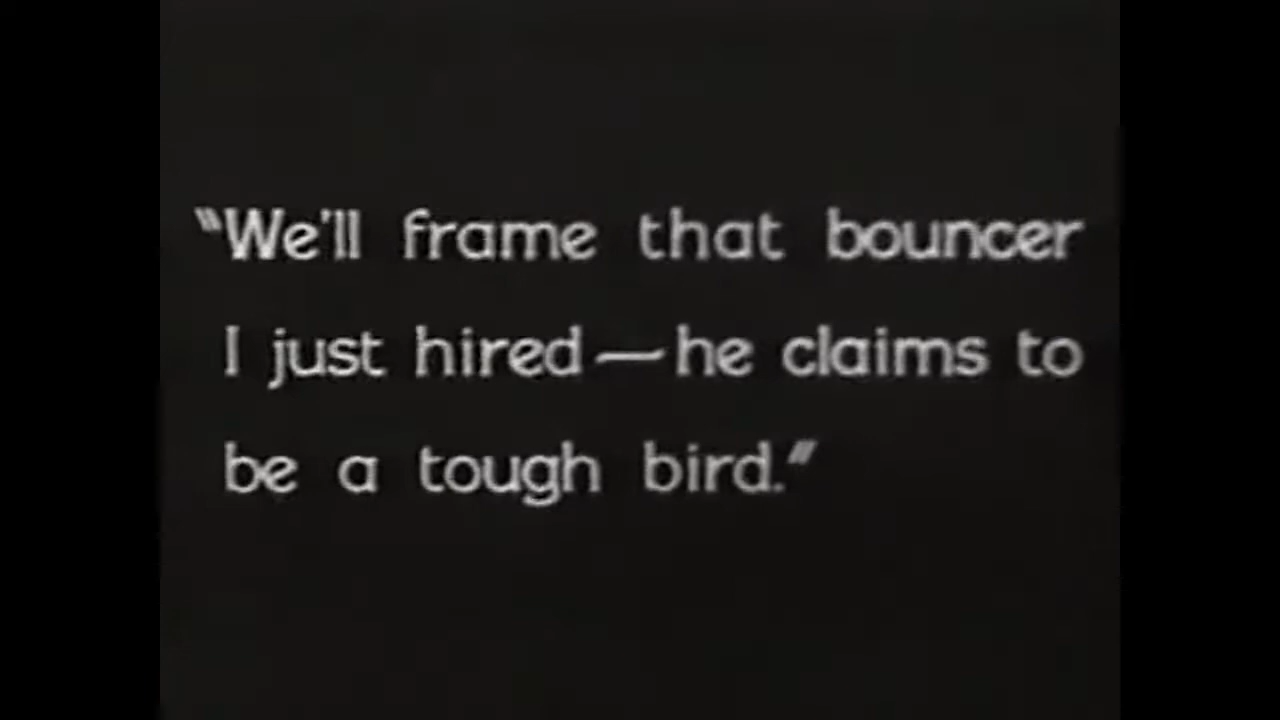 "We'll frame that bouncer
I just hired—he claims to
be a tough bird."